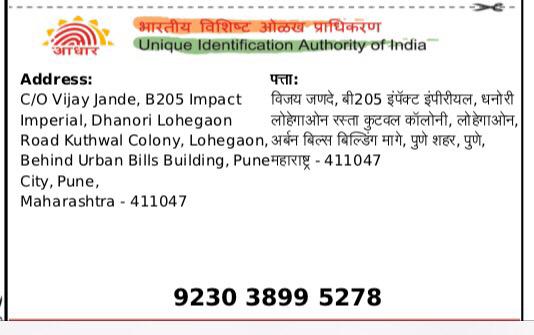 भारतीय विशिष्ट ओळख प्राधिकरण
Unique Identification Authority of India
आधार
Address:
C/O Vijay Jande, B205 Impact
Imperial, Dhanori Lohegaon
Road Kuthwal Colony, Lohegaon,
Behind Urban Bills Building, Pune
City, Pune,
Maharashtra - 411047
पत्ता:
विजय जणदे, बी205 इंपॅक्ट इंपीरीयल, धनोरी
लोहेगाओन रस्ता कुटवल कॉलोनी, लोहेगाओन,
अर्बन बिल्स बिल्डिंग मागे, पुणे शहर, पुणे,
महाराष्ट्र - 411047
9230 3899 5278